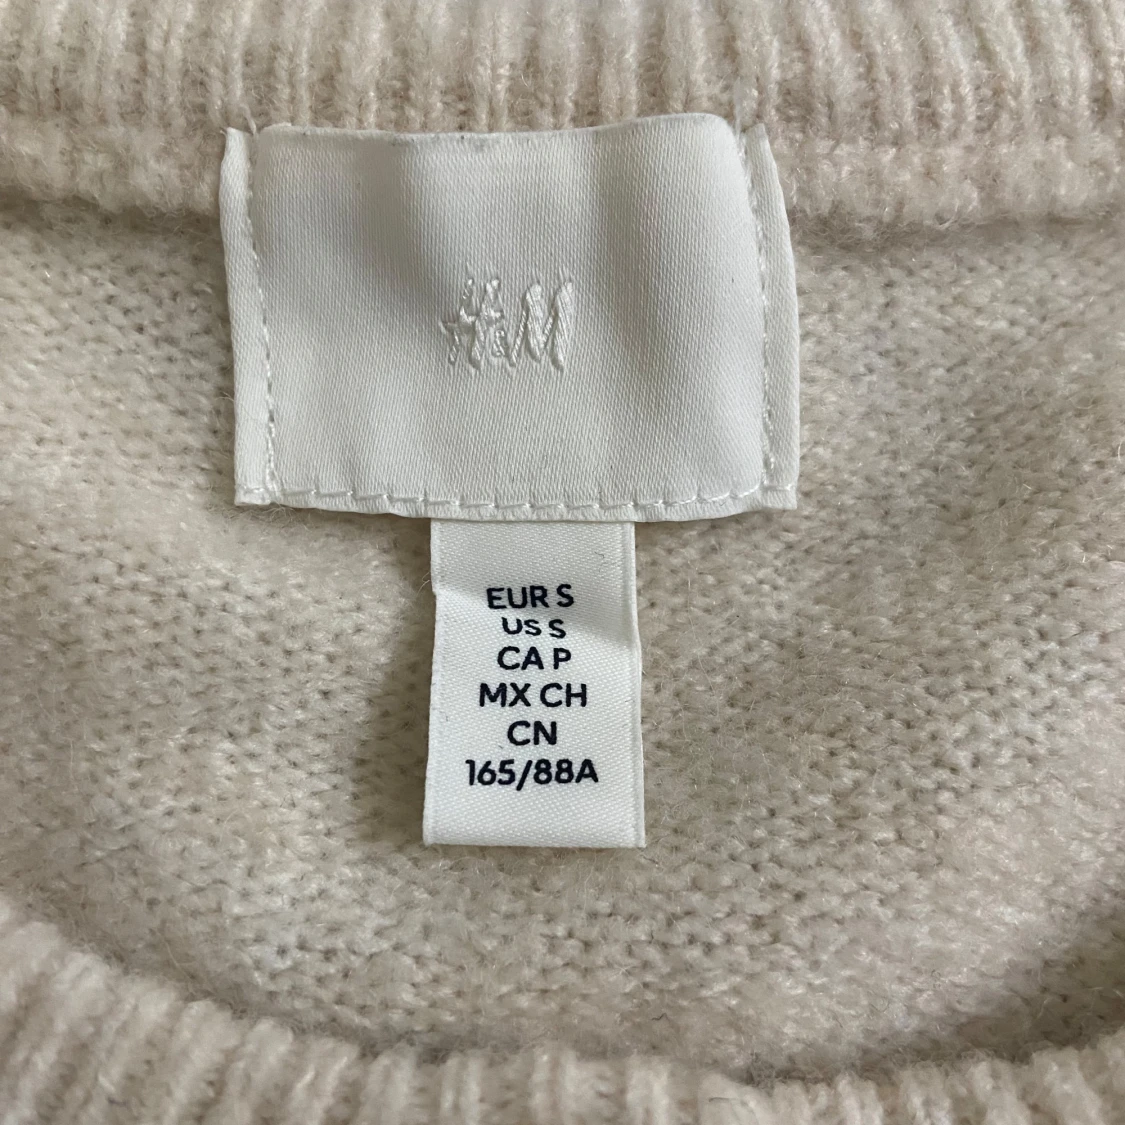 H&M
EUR S
US S
CA P
MX CH
CN
165/88A